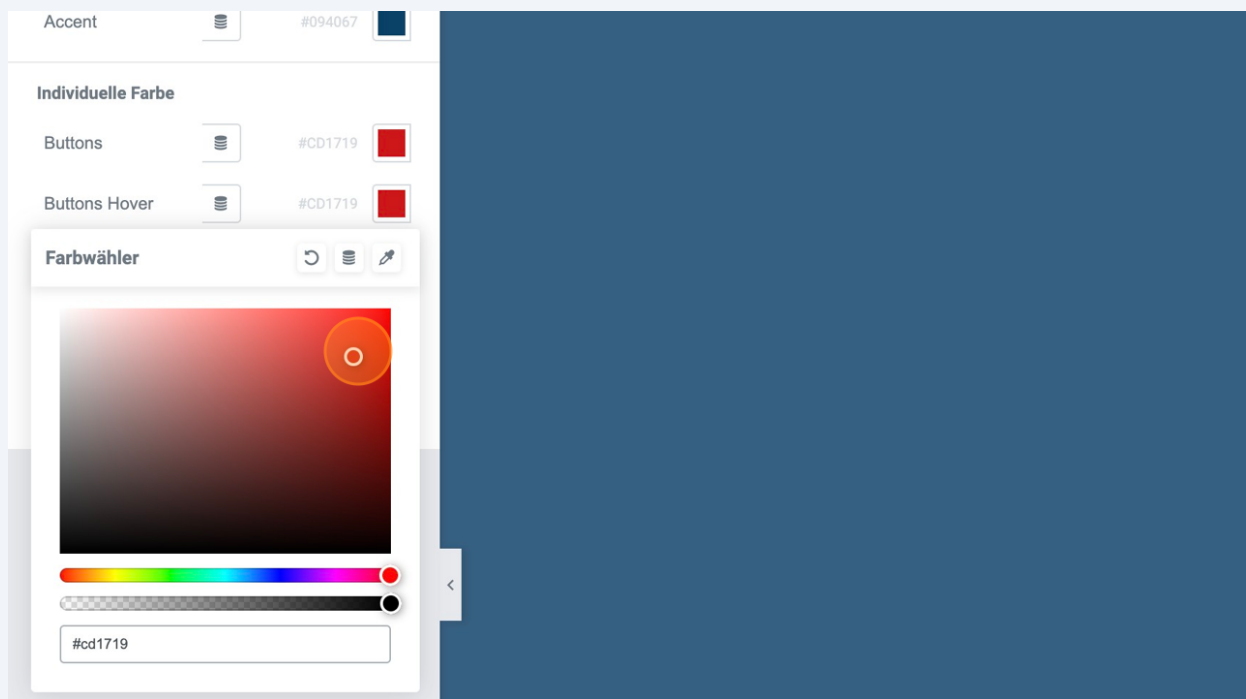 Accent #094067
Individuelle Farbe
Buttons #CD1719
Buttons Hover #CD1719
Farbwähler
#cd1719